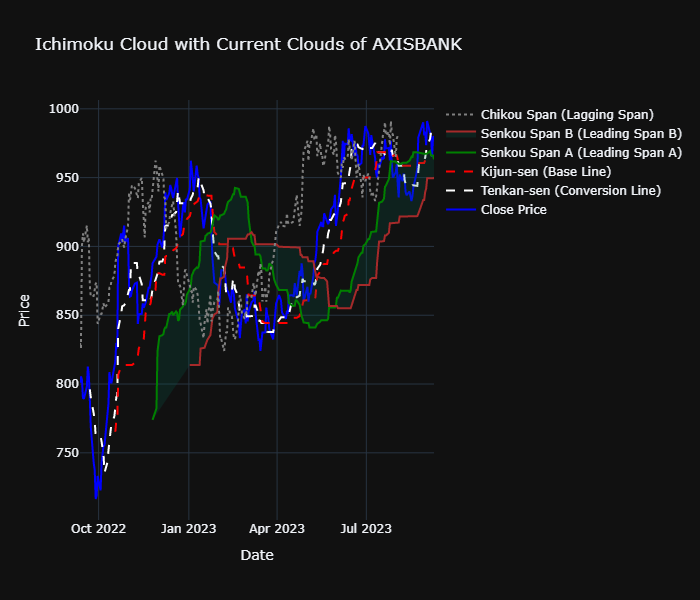 Ichimoku Cloud with Current Clouds of AXISBANK
Chikou Span (Lagging Span)
Senkou Span B (Leading Span B)
Senkou Span A (Leading Span A)
Kijun-sen (Base Line)
Tenkan-sen (Conversion Line)
Close Price
Price
1000
950
900
850
800
750
Oct 2022
Jan 2023
Apr 2023
Jul 2023
Date